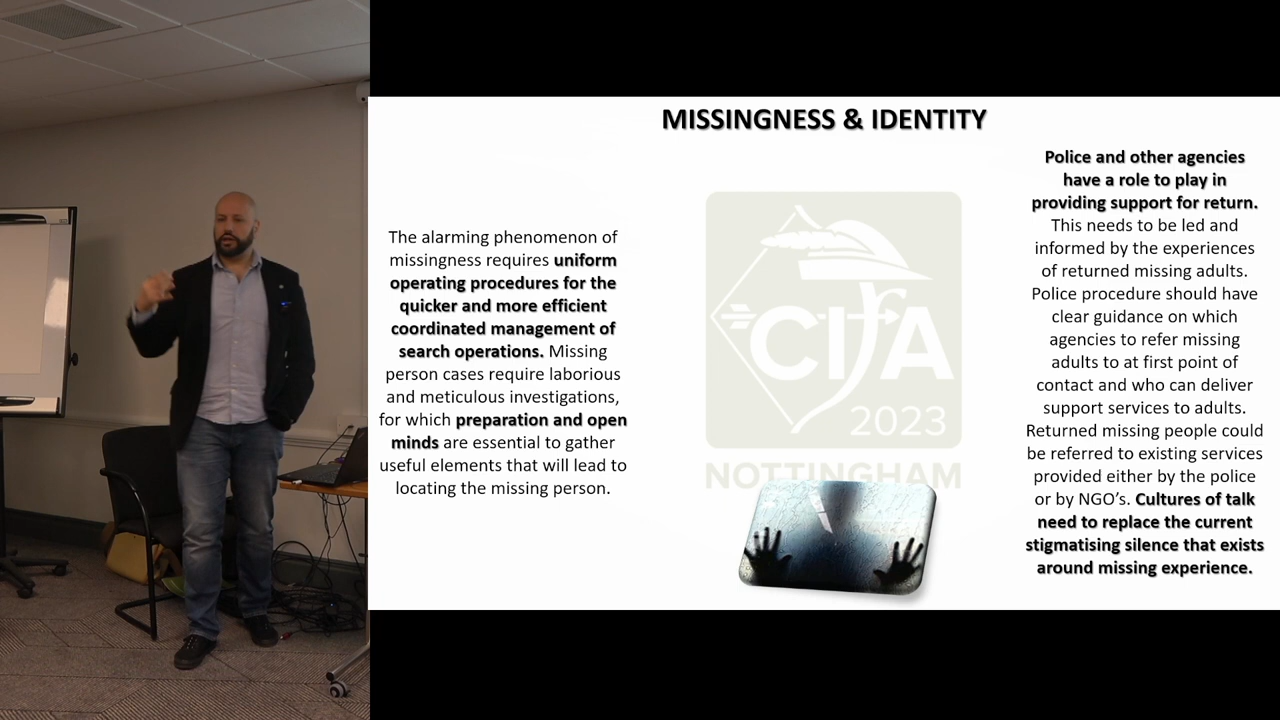 MISSINGNESS & IDENTITY
The alarming phenomenon of
missingness requires uniform
operating procedures for the
quicker and more efficient
coordinated management of
search operations. Missing
person cases require laborious
and meticulous investigations,
for which preparation and open
minds are essential to gather
useful elements that will lead to
locating the missing person.
CIfA
2023
NOTTINGHAM
Police and other agencies
have a role to play in
providing support for return.
This needs to be led and
informed by the experiences
of returned missing adults.
Police procedure should have
clear guidance on which
agencies to refer missing
adults to at first point of
contact and who can deliver
support services to adults.
Returned missing people could
be referred to existing services
provided either by the police
or by NGO’s. Cultures of talk
need to replace the current
stigmatising silence that exists
around missing experience.